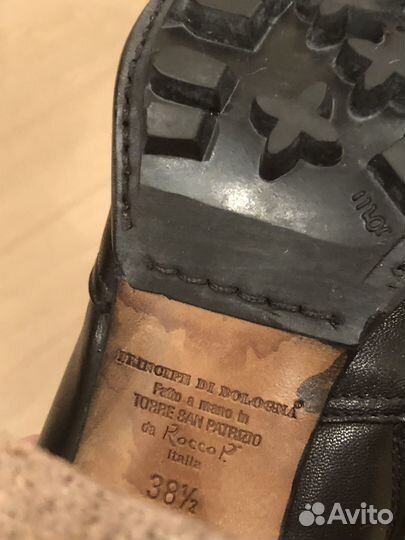 PRINCIPE DI BOLOGNA
Fatto a mano in
TORRE SAN PATRIZIO
da Rocco P.
Italia
38½
Avito